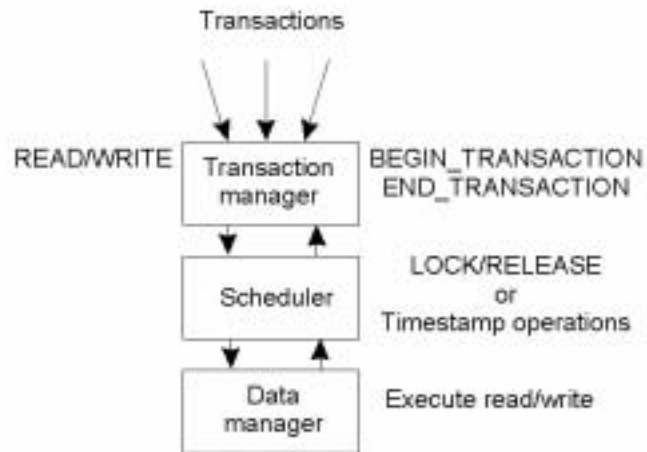 Transactions
READ/WRITE
Transaction
manager
BEGIN_TRANSACTION
END_TRANSACTION
Scheduler
LOCK/RELEASE
or
Timestamp operations
Data
manager
Execute read/write